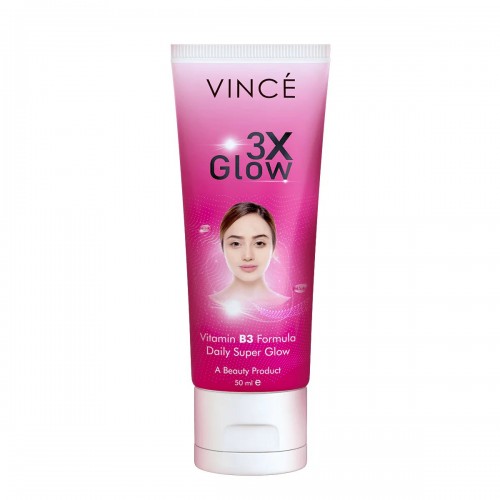 VINCÉ
3X
Glow
Vitamin B3 Formula
Daily Super Glow
A Beauty Product
50 ml e